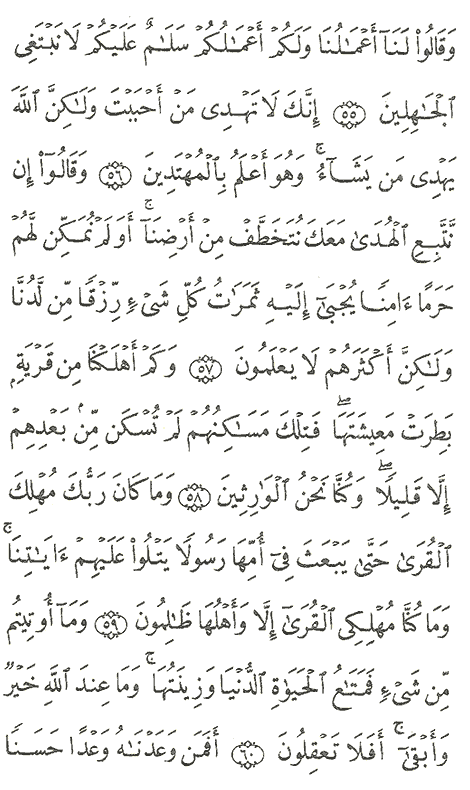 وَقَالُواْ لَنَآ أَعْمَـٰلُنَا وَلَكُمْ أَعْمَـٰلُكُمْ سَلَـٰمٌ عَلَيْكُمْ لَا نَبْتَغِى
ٱلْجَـٰهِلِينَ ۝٥٥ إِنَّكَ لَا تَهْدِى مَنْ أَحْبَبْتَ وَلَـٰكِنَّ ٱللَّهَ
يَهْدِى مَن يَشَآءُ ۚ وَهُوَ أَعْلَمُ بِٱلْمُهْتَدِينَ ۝٥٦ وَقَالُوٓاْ إِن
نَّتَّبِعِ ٱلْهُدَىٰ مَعَكَ نُتَخَطَّفْ مِنْ أَرْضِنَآ ۚ أَوَلَمْ نُمَكِّن لَّهُمْ
حَرَمًا ءَامِنًا يُجْبَىٰٓ إِلَيْهِ ثَمَرَٰتُ كُلِّ شَىْءٍ رِّزْقًا مِّن لَّدُنَّا
وَلَـٰكِنَّ أَكْثَرَهُمْ لَا يَعْلَمُونَ ۝٥٧ وَكَمْ أَهْلَكْنَا مِن قَرْيَةٍۭ
بَطِرَتْ مَعِيشَتَهَا ۖ فَتِلْكَ مَسَـٰكِنُهُمْ لَمْ تُسْكَن مِّنۢ بَعْدِهِمْ
إِلَّا قَلِيلًا ۖ وَكُنَّا نَحْنُ ٱلْوَٰرِثِينَ ۝٥٨ وَمَا كَانَ رَبُّكَ مُهْلِكَ
ٱلْقُرَىٰ حَتَّىٰ يَبْعَثَ فِىٓ أُمِّهَا رَسُولًا يَتْلُواْ عَلَيْهِمْ ءَايَـٰتِنَا ۚ
وَمَا كُنَّا مُهْلِكِى ٱلْقُرَىٰٓ إِلَّا وَأَهْلُهَا ظَـٰلِمُونَ ۝٥٩ وَمَآ أُوتِيتُم
مِّن شَىْءٍ فَمَتَـٰعُ ٱلْحَيَوٰةِ ٱلدُّنْيَا وَزِينَتُهَا ۚ وَمَا عِندَ ٱللَّهِ خَيْرٌ
وَأَبْقَىٰٓ ۚ أَفَلَا تَعْقِلُونَ ۝٦٠ أَفَمَن وَعَدْنَـٰهُ وَعْدًا حَسَنًا